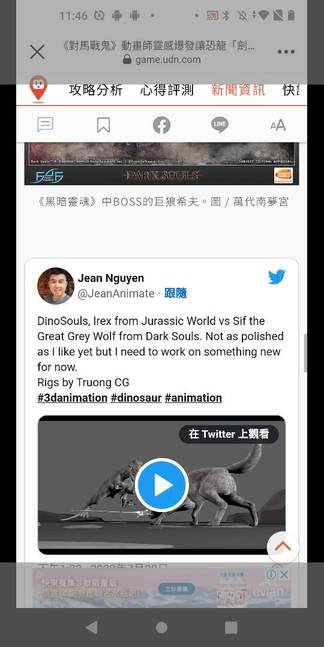 11:46
《對馬戰鬼》動畫師靈感爆發讓恐龍「劍...
game.udn.com
攻略分析 心得評測 新聞資訊 快訊
LINE
AA
DARK SOULS
《黑暗靈魂》中BOSS的巨狼希夫。圖／萬代南夢宮
Jean Nguyen
@JeanAnimate · 跟隨
DinoSouls, Irex from Jurassic World vs Sif the
Great Grey Wolf from Dark Souls. Not as polished
as I like yet but I need to work on something new
for now.
Rigs by Truong CG
#3danimation #dinosaur #animation
在 Twitter 上觀看
evian